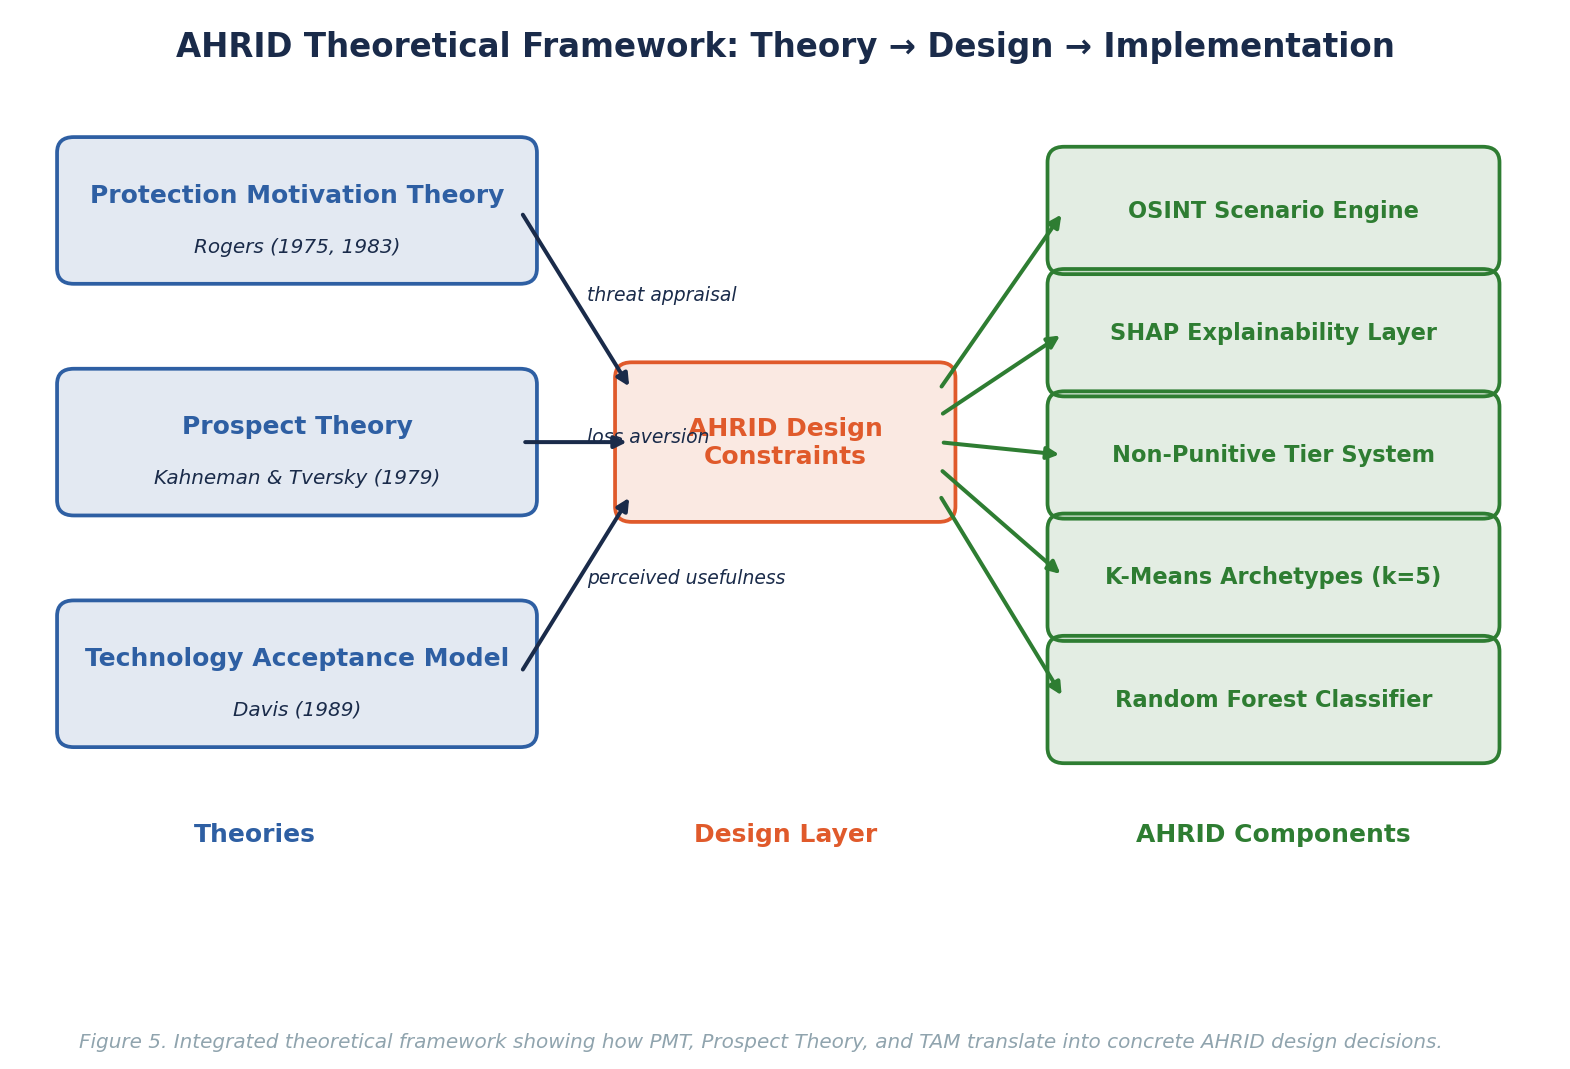 AHRID Theoretical Framework: Theory → Design → Implementation
Protection Motivation Theory
Rogers (1975, 1983)
Prospect Theory
Kahneman & Tversky (1979)
Technology Acceptance Model
Davis (1989)
threat appraisal
loss aversion
perceived usefulness
AHRID Design
Constraints
OSINT Scenario Engine
SHAP Explainability Layer
Non-Punitive Tier System
K-Means Archetypes (k=5)
Random Forest Classifier
Theories
Design Layer
AHRID Components
Figure 5. Integrated theoretical framework showing how PMT, Prospect Theory, and TAM translate into concrete AHRID design decisions.